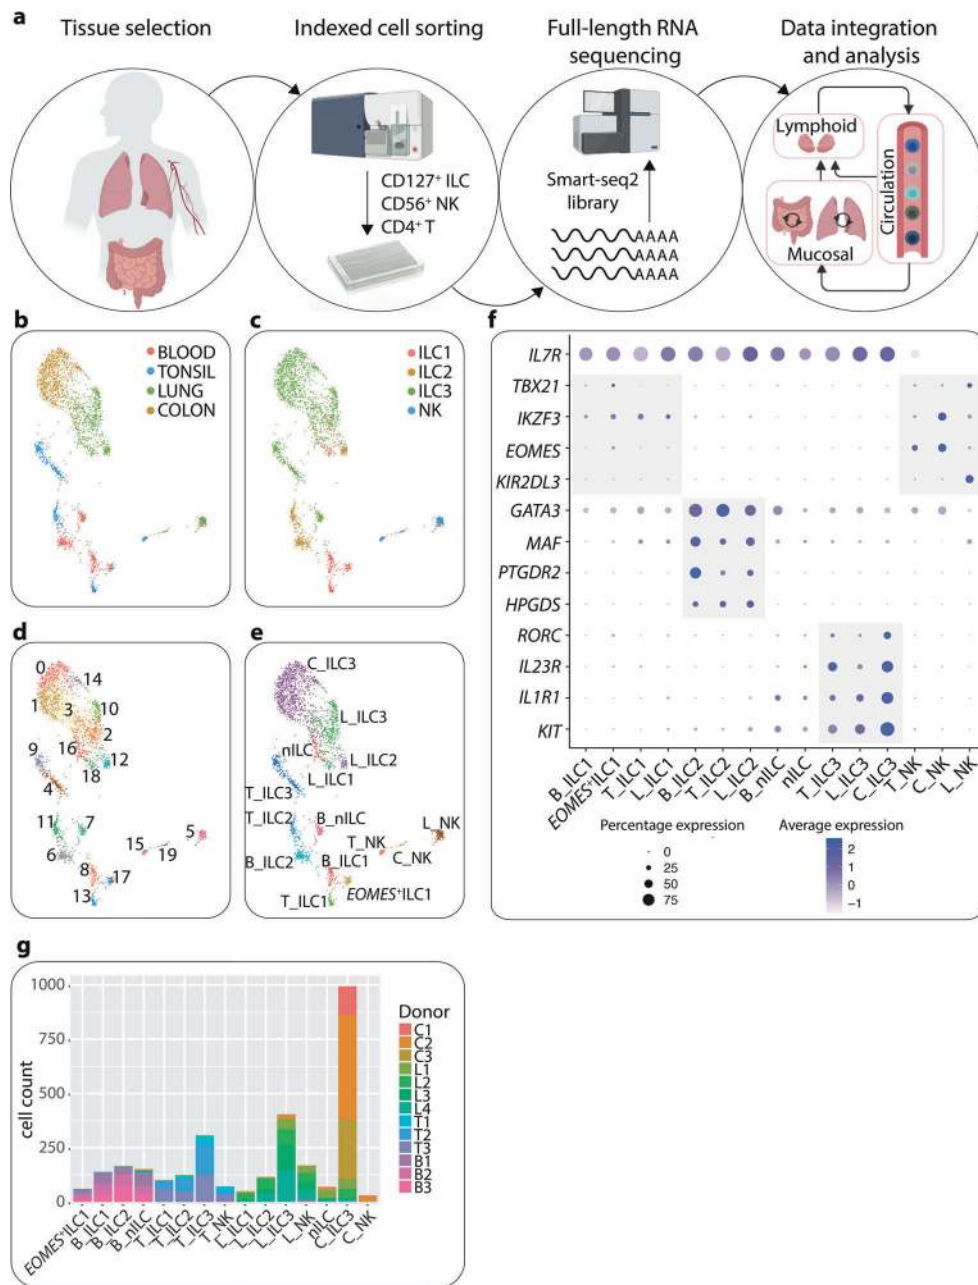 a
Tissue selection
Indexed cell sorting
Full-length RNA
sequencing
Data integration
and analysis
CD127⁺ ILC
CD56⁺ NK
CD4⁺ T
Smart-seq2
library
AAAA
AAAA
AAAA
Lymphoid
Mucosal
Circulation
b
BLOOD
TONSIL
LUNG
COLON
c
ILC1
ILC2
ILC3
NK
d
0
14
1
3
10
2
9
16
12
18
4
11
7
5
15
19
6
8
17
13
e
C_ILC3
L_ILC3
nILC
L_ILC2
L_ILC1
T_ILC3
T_ILC2
B_nILC
L_NK
T_NK
B_ILC2
B_ILC1
C_NK
T_ILC1
EOMES⁺ILC1
f
IL7R
TBX21
IKZF3
EOMES
KIR2DL3
GATA3
MAF
PTGDR2
HPGDS
RORC
IL23R
IL1R1
KIT
B_ILC1
EOMES⁺ILC1
T_ILC1
L_ILC1
B_ILC2
T_ILC2
L_ILC2
B_nILC
nILC
T_ILC3
L_ILC3
C_ILC3
T_NK
C_NK
L_NK
Percentage expression
0
25
50
75
Average expression
2
1
0
−1
g
cell count
1000
750
500
250
0
EOMES⁺ILC1
B_ILC1
B_ILC2
B_nILC
T_ILC1
T_ILC2
T_ILC3
T_NK
L_ILC1
L_ILC2
L_ILC3
L_NK
nILC
C_ILC3
C_NK
Donor
C1
C2
C3
L1
L2
L3
L4
T1
T2
T3
B1
B2
B3